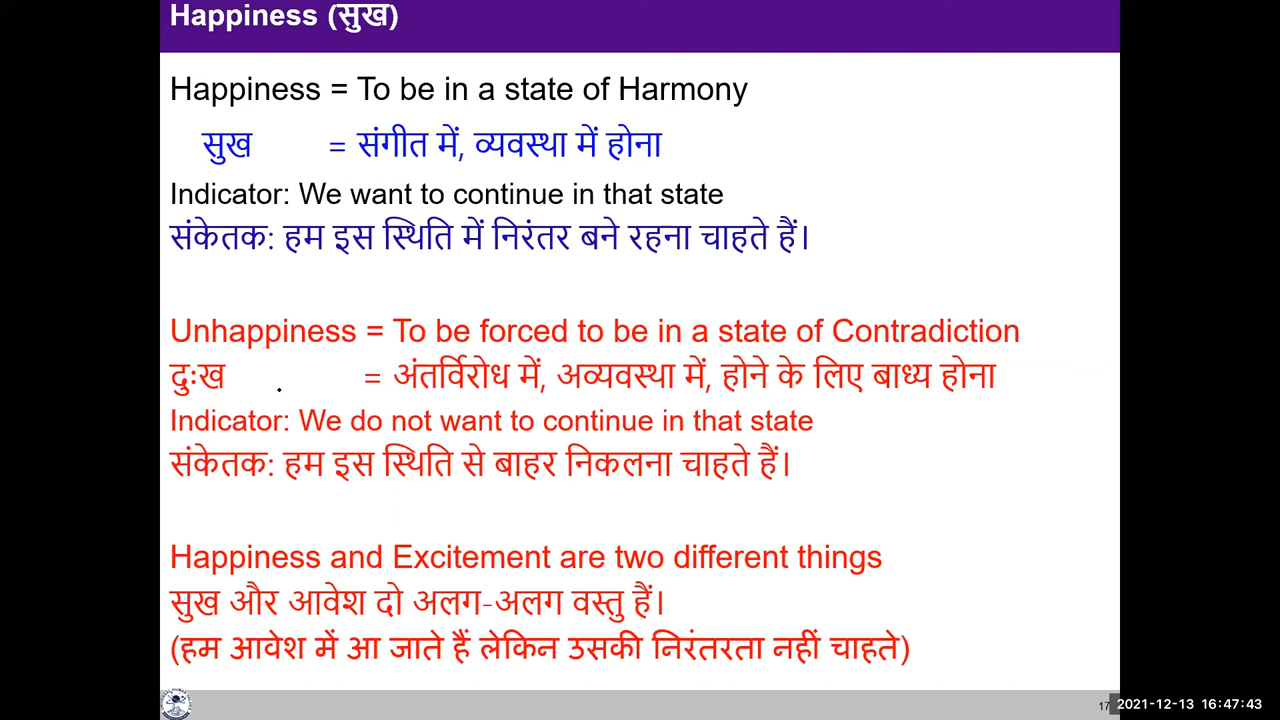 Happiness (सुख)
Happiness = To be in a state of Harmony
सुख = संगीत में, व्यवस्था में होना
Indicator: We want to continue in that state
संकेतक: हम इस स्थिति में निरंतर बने रहना चाहते हैं।
Unhappiness = To be forced to be in a state of Contradiction
दुःख = अंतर्विरोध में, अव्यवस्था में, होने के लिए बाध्य होना
Indicator: We do not want to continue in that state
संकेतक: हम इस स्थिति से बाहर निकलना चाहते हैं।
Happiness and Excitement are two different things
सुख और आवेश दो अलग-अलग वस्तु हैं।
(हम आवेश में आ जाते हैं लेकिन उसकी निरंतरता नहीं चाहते)
17 2021-12-13 16:47:43